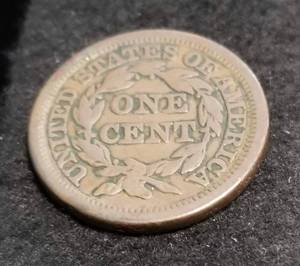 UNITED STATES OF AMERICA
ONE
CENT